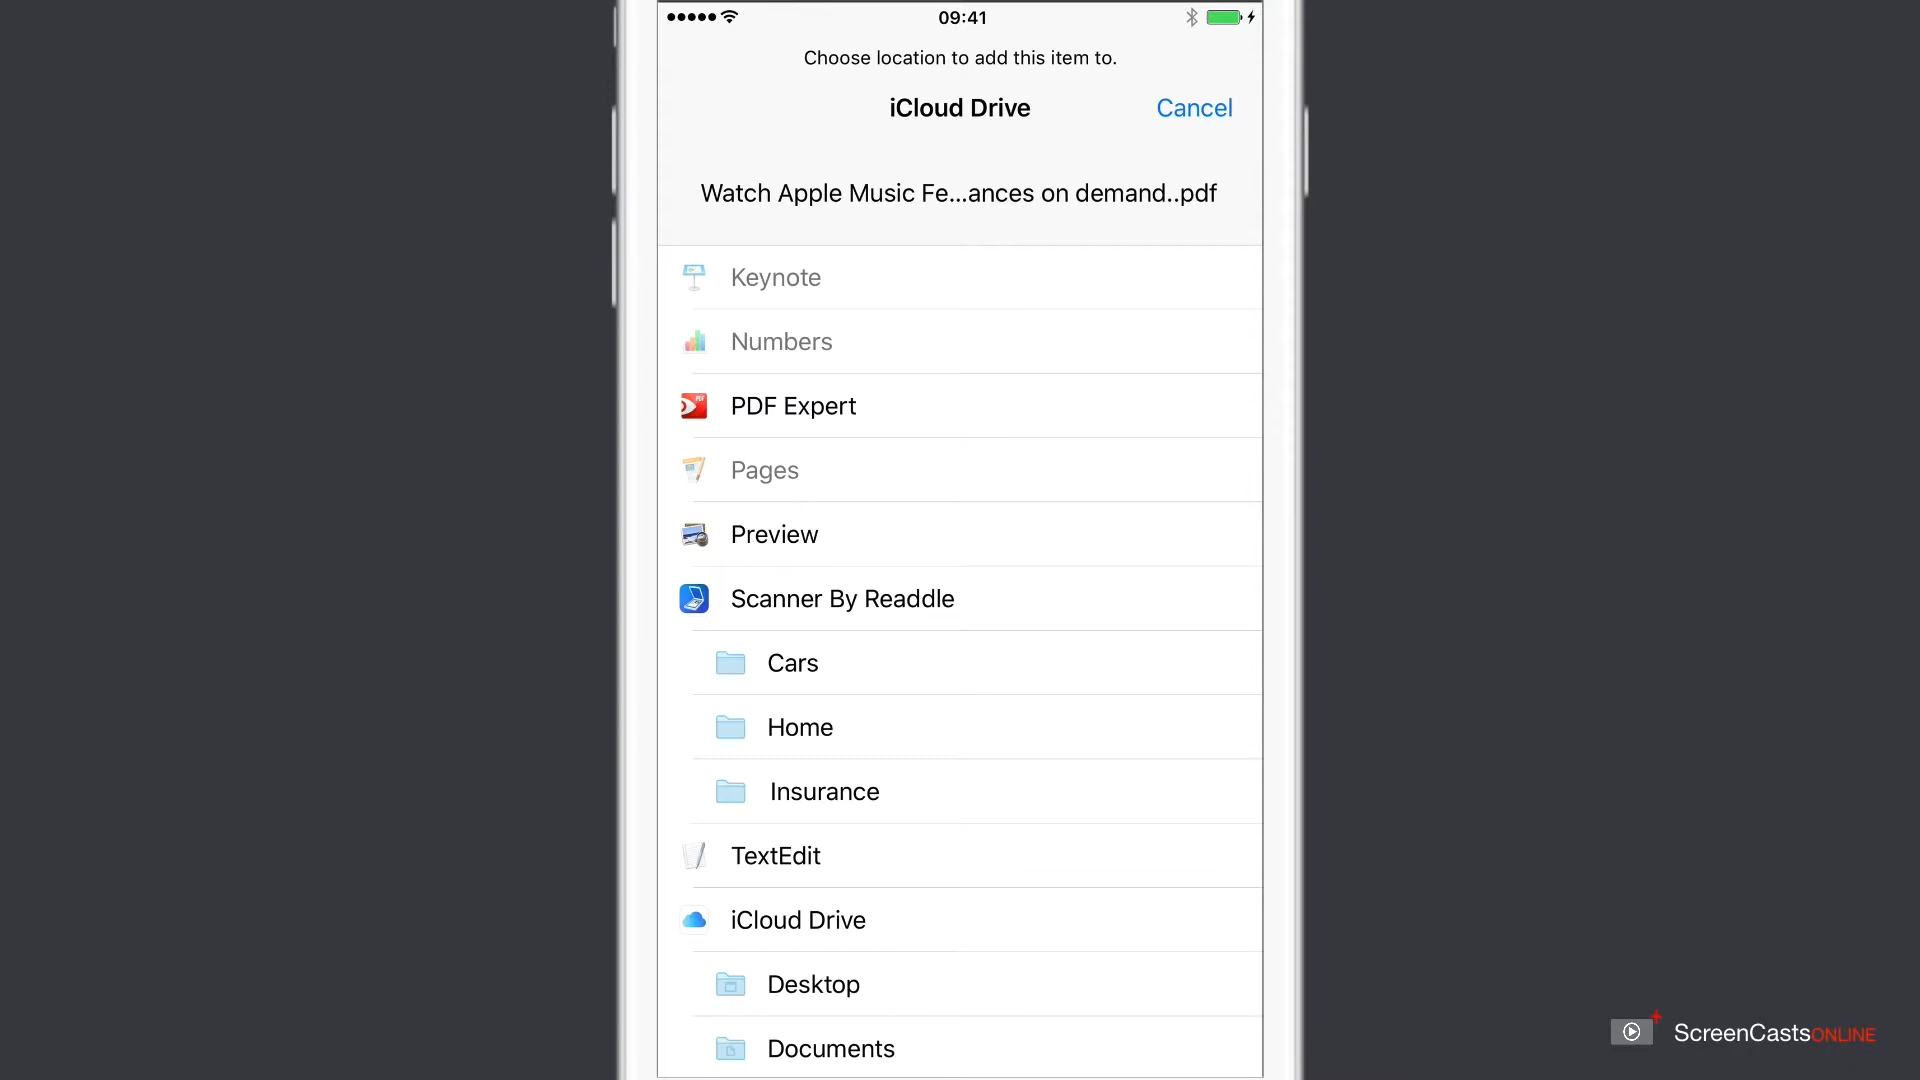 09:41
Choose location to add this item to.
iCloud Drive
Cancel
Watch Apple Music Fe...ances on demand..pdf
Keynote
Numbers
PDF Expert
Pages
Preview
Scanner By Readdle
Cars
Home
Insurance
TextEdit
iCloud Drive
Desktop
Documents
ScreenCastsONLINE